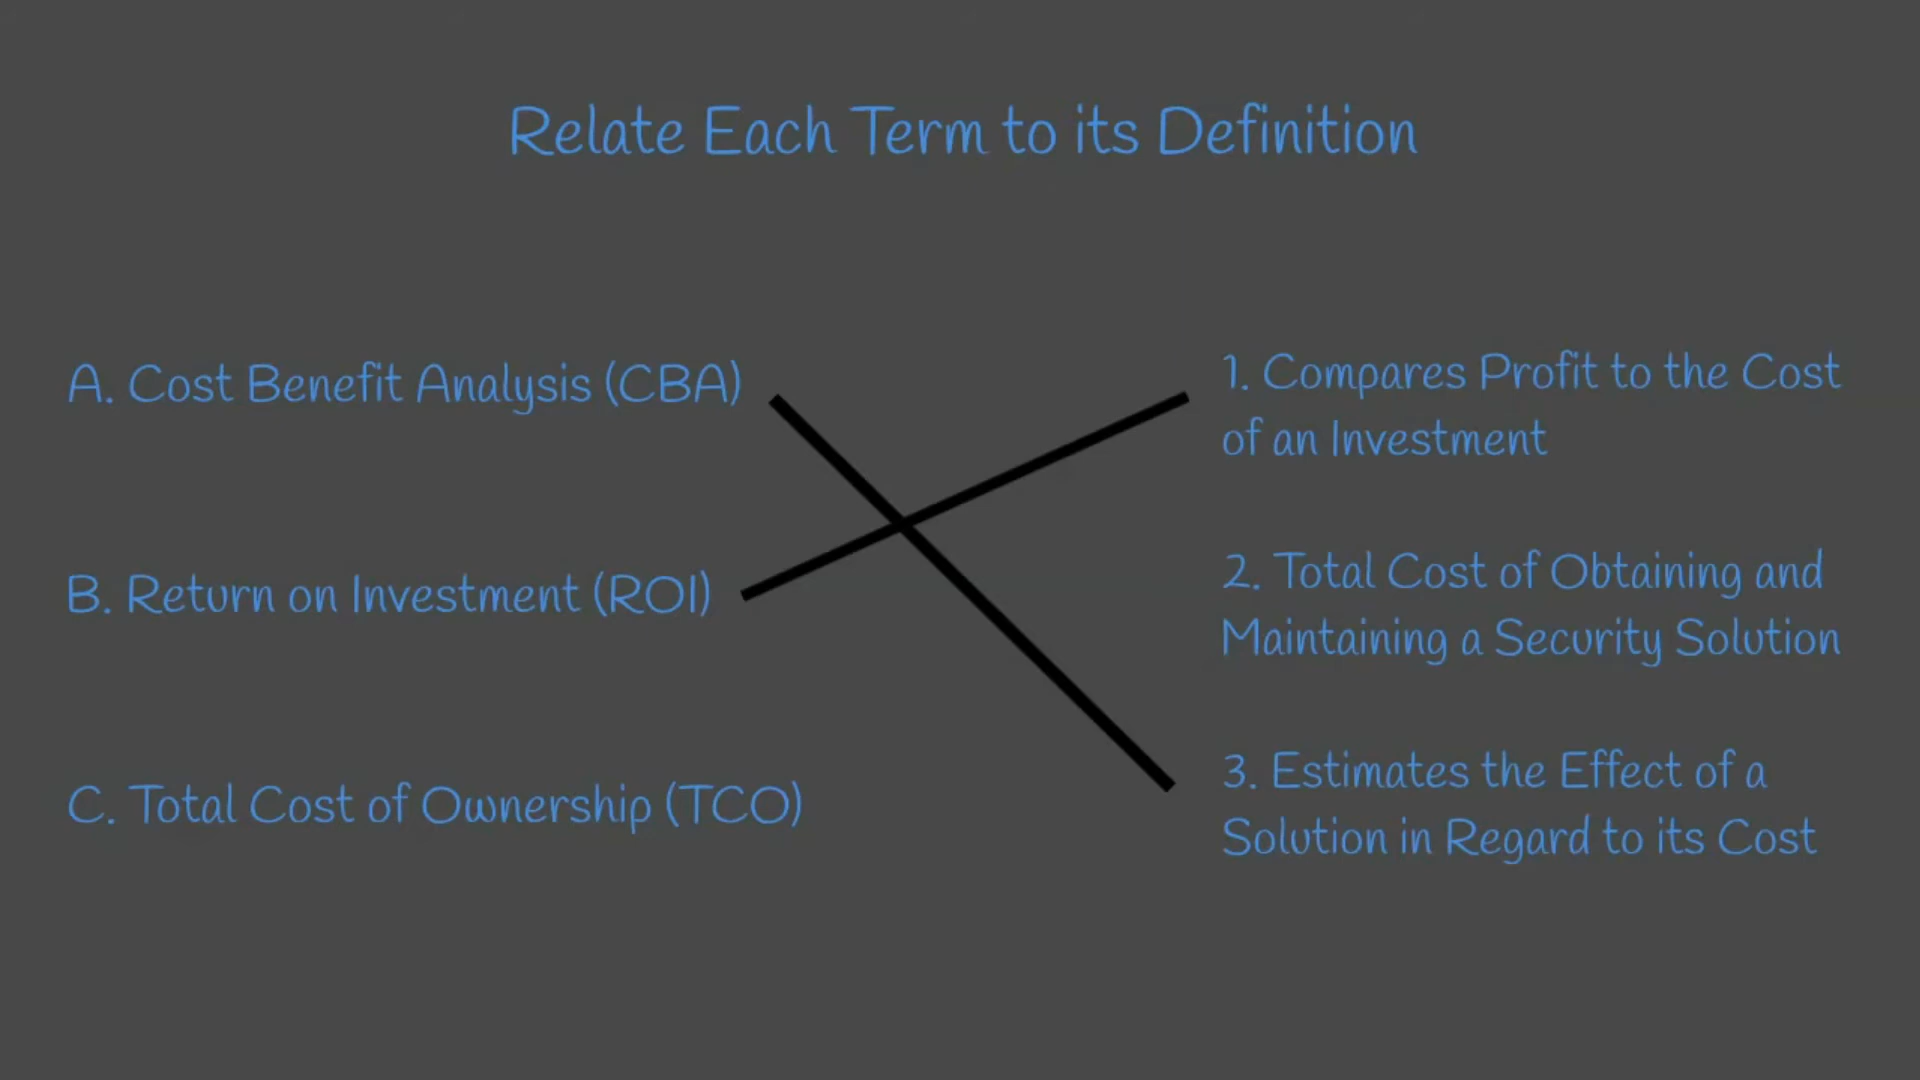 Relate Each Term to its Definition
A. Cost Benefit Analysis (CBA)
B. Return on Investment (ROI)
C. Total Cost of Ownership (TCO)
1. Compares Profit to the Cost
of an Investment
2. Total Cost of Obtaining and
Maintaining a Security Solution
3. Estimates the Effect of a
Solution in Regard to its Cost